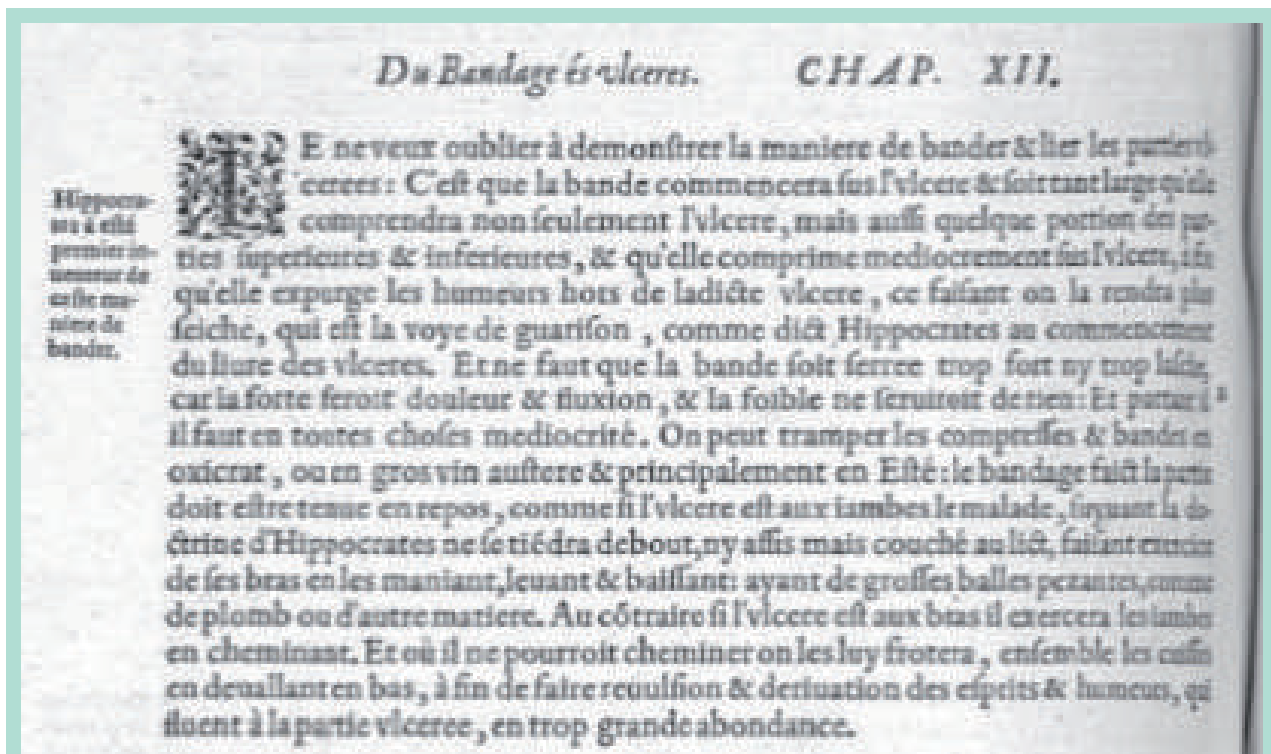 Du Bandage és vlceres. CHAP. XII.
Hippocra-
tes a esté
premier in-
uenteur de
ceste ma-
niere de
bander.
IE ne veux oublier à demonſtrer la maniere de bander & lier les parties vl-
cerees: C'eſt que la bande commencera ſus l'vlcere & ſoit tant large qu'elle
comprendra non ſeulement l'vlcere, mais auſſi quelque portion des par-
ties ſuperieures & inferieures, & qu'elle comprime mediocrement ſus l'vlcere,
qu'elle expurge les humeurs hors de ladicte vlcere, ce faiſant on la rendra plus
ſeiche, qui eſt la voye de guariſon, comme dict Hippocrates au commencement
du liure des vlceres. Et ne faut que la bande ſoit ſerree trop fort ny trop laſche,
car la forte feroit douleur & fluxion, & la foible ne ſeruiroit de rien: Et partant
il faut en toutes choſes mediocrité. On peut tramper les compreſſes & bandes en
oxicrat, ou en gros vin auſtere & principalement en Eſté: le bandage faict la partie
doit eſtre tenue en repos, comme ſi l'vlcere eſt aux iambes le malade, ſuyuant la do-
ctrine d'Hippocrates ne ſe tiédra debout, ny aſſis mais couché au lict, faiſant exercice
de ſes bras en les maniant, leuant & baiſſant: ayant de groſſes balles pezantes, comme
de plomb ou d'autre matiere. Au cõtraire ſi l'vlcere eſt aux bras il exercera les iambes
en cheminant. Et où il ne pourroit cheminer on les luy frotera, enſemble les cuiſſes
en deuallant en bas, à fin de faire reuulſion & deriuation des eſprits & humeurs, qui
fluent à la partie vlceree, en trop grande abondance.